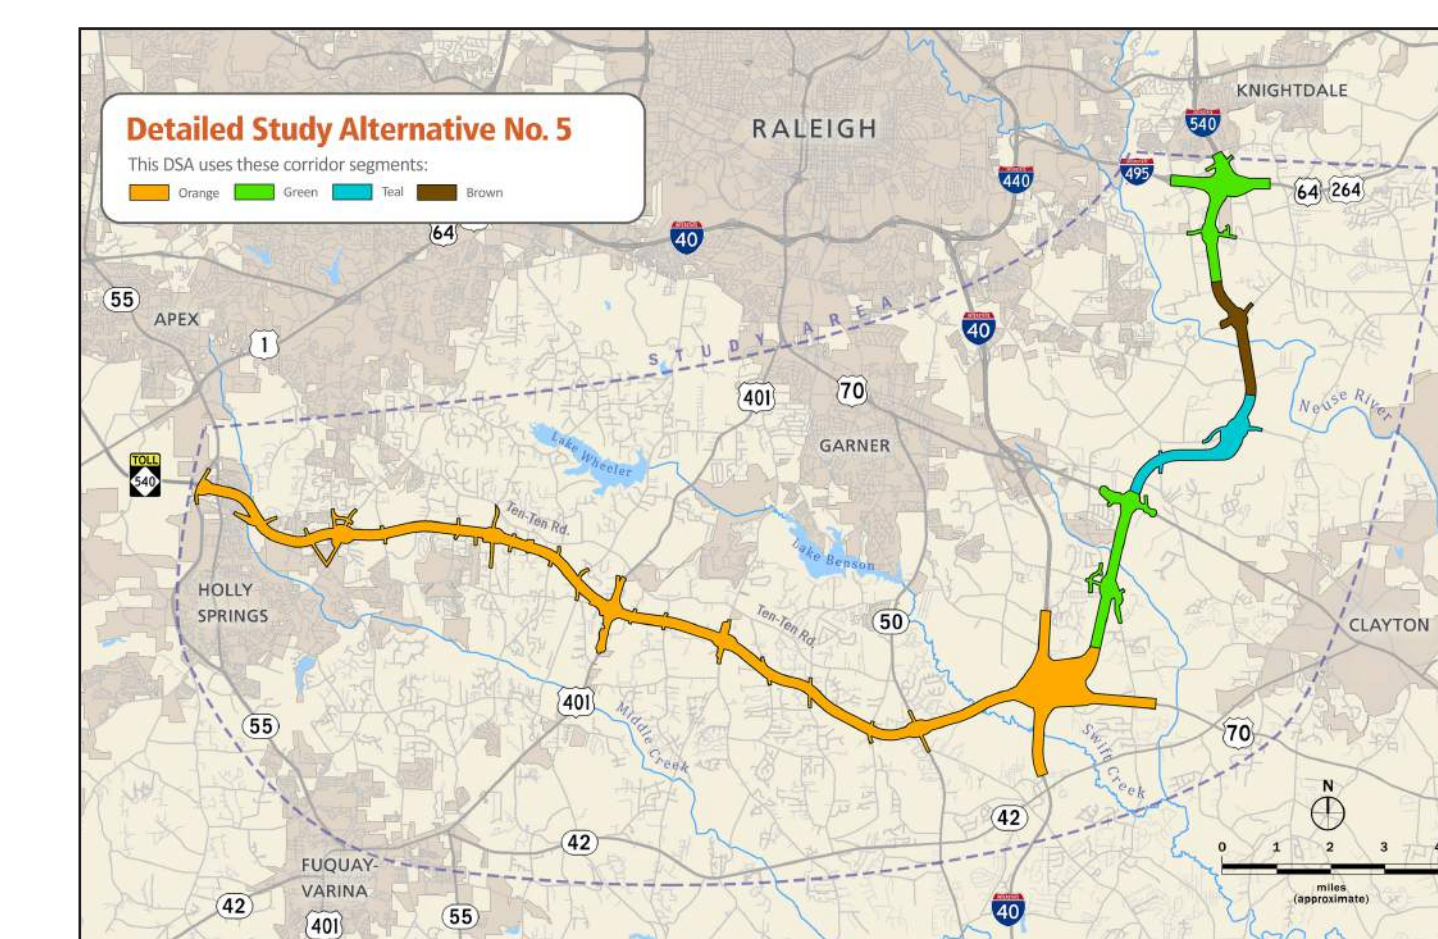 KNIGHTDALE
INTERSTATE
540
Detailed Study Alternative No. 5
This DSA uses these corridor segments:
Orange Green Teal Brown
RALEIGH
440
495
64 264
64
40
55
APEX
1
STUDY AREA
40
401
70
Neuse River
GARNER
Lake Wheeler
TOLL
540
Ten-Ten Rd.
Lake Benson
HOLLY
SPRINGS
Ten-Ten Rd.
50
CLAYTON
401
Middle Creek
55
70
Swift Creek
N
42
42
0 1 2 3 4
miles
(approximate)
FUQUAY-
VARINA
42
401
55
40